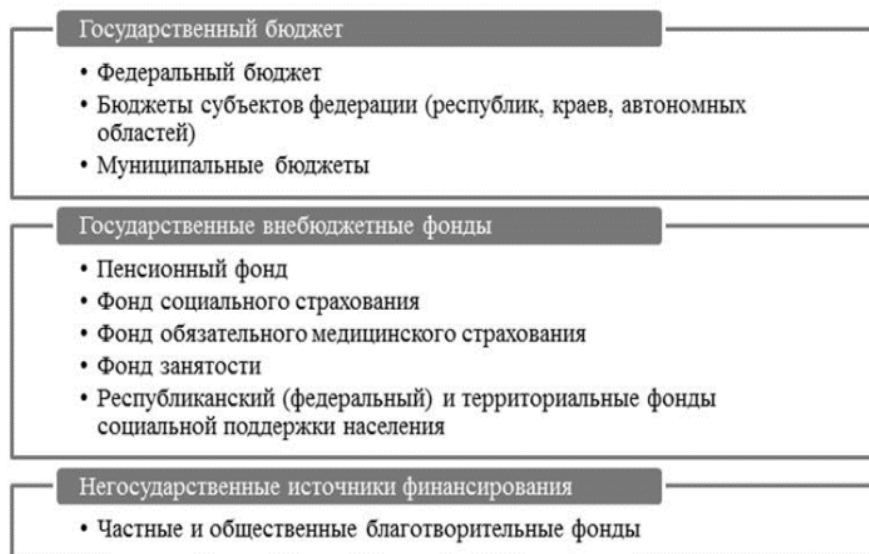 Государственный бюджет
• Федеральный бюджет
• Бюджеты субъектов федерации (республик, краев, автономных
областей)
• Муниципальные бюджеты
Государственные внебюджетные фонды
• Пенсионный фонд
• Фонд социального страхования
• Фонд обязательного медицинского страхования
• Фонд занятости
• Республиканский (федеральный) и территориальные фонды
социальной поддержки населения
Негосударственные источники финансирования
• Частные и общественные благотворительные фонды